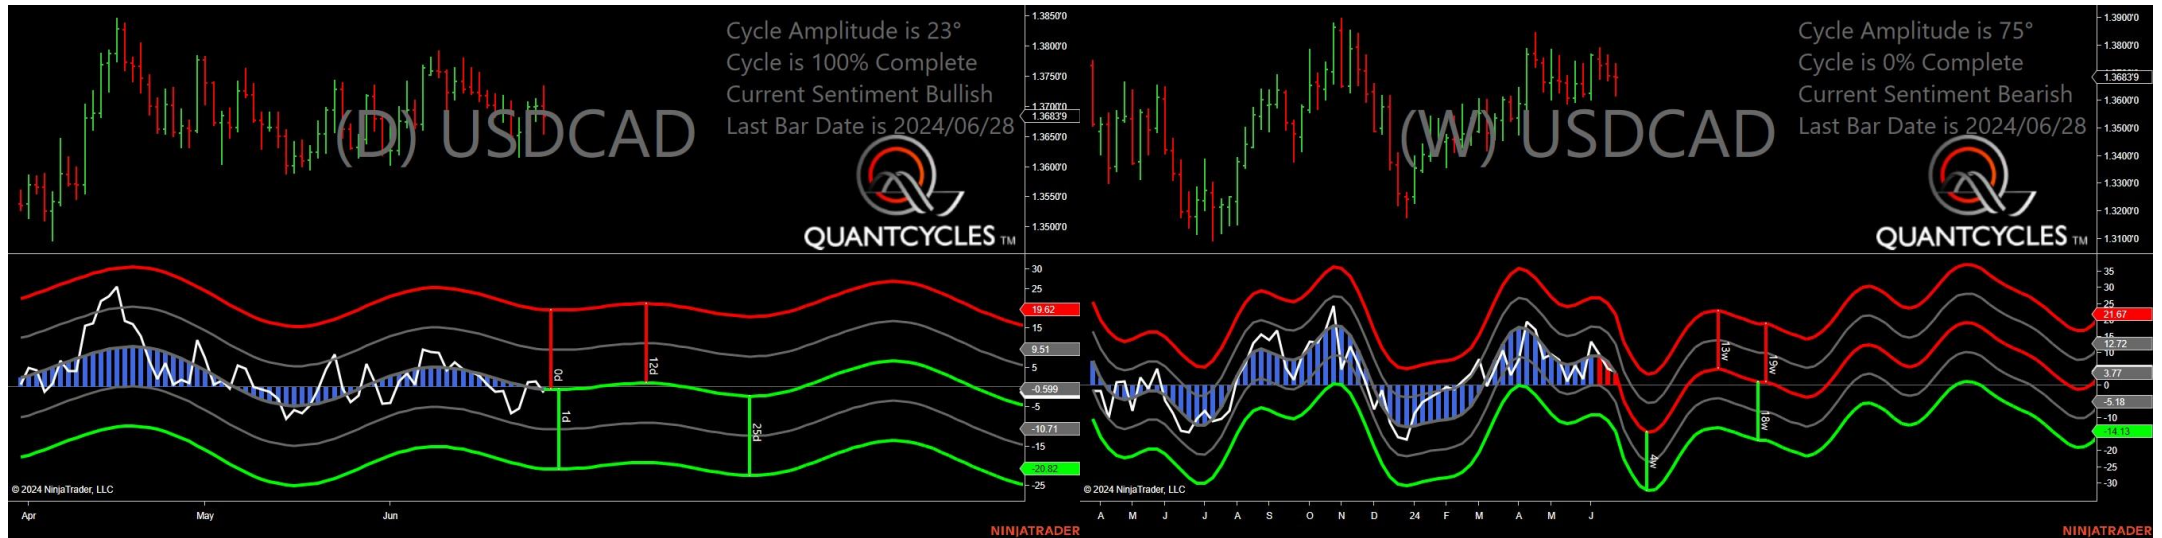 Cycle Amplitude is 23°
Cycle is 100% Complete
Current Sentiment Bullish
Last Bar Date is 2024/06/28
(D) USDCAD
QUANTCYCLES TM
1.3850'0
1.3800'0
1.3750'0
1.3700'0
1.3683'9
1.3650'0
1.3600'0
1.3550'0
1.3500'0
30
25
19.62
15
9.51
5
-0.599
-5
-10.71
-15
-20.82
-25
0d
1d
12d
25d
© 2024 NinjaTrader, LLC
Apr May Jun
NINJATRADER
Cycle Amplitude is 75°
Cycle is 0% Complete
Current Sentiment Bearish
Last Bar Date is 2024/06/28
(W) USDCAD
QUANTCYCLES TM
1.3900'0
1.3800'0
1.3683'9
1.3600'0
1.3500'0
1.3400'0
1.3300'0
1.3200'0
1.3100'0
35
30
25
21.67
12.72
10
3.77
0
-5.18
-10
-14.13
-20
-25
-30
4w
13w
18w
19w
© 2024 NinjaTrader, LLC
A M J J A S O N D 24 F M A M J
NINJATRADER